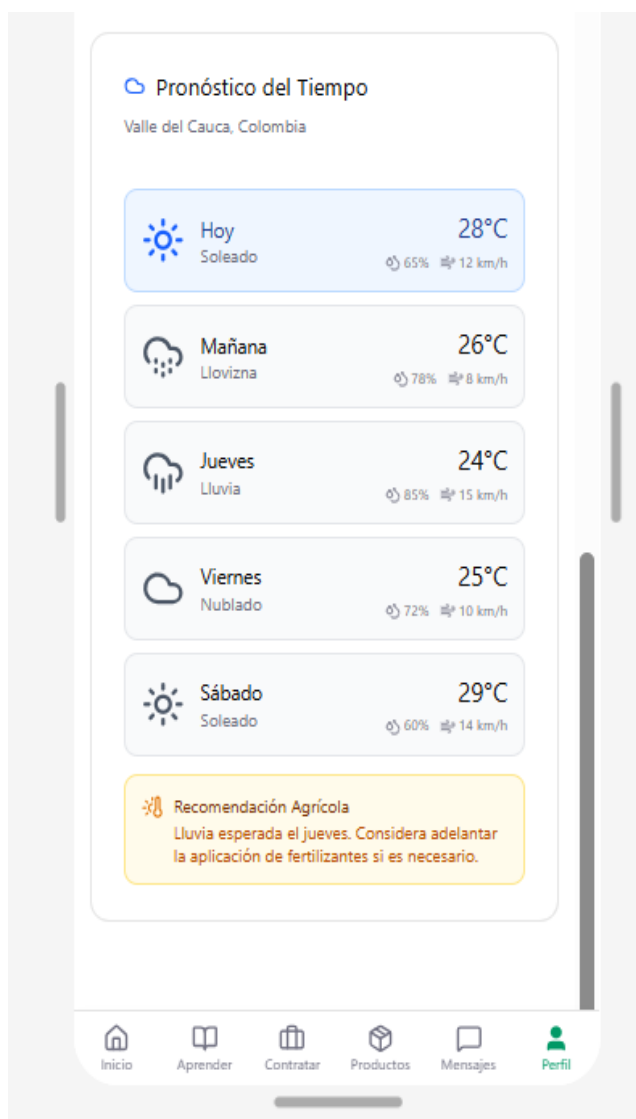 Pronóstico del Tiempo
Valle del Cauca, Colombia
Hoy
28°C
Soleado
65% 12 km/h
Mañana
26°C
Llovizna
78% 8 km/h
Jueves
24°C
Lluvia
85% 15 km/h
Viernes
25°C
Nublado
72% 10 km/h
Sábado
29°C
Soleado
60% 14 km/h
Recomendación Agrícola
Lluvia esperada el jueves. Considera adelantar
la aplicación de fertilizantes si es necesario.
Inicio Aprender Contratar Productos Mensajes Perfil